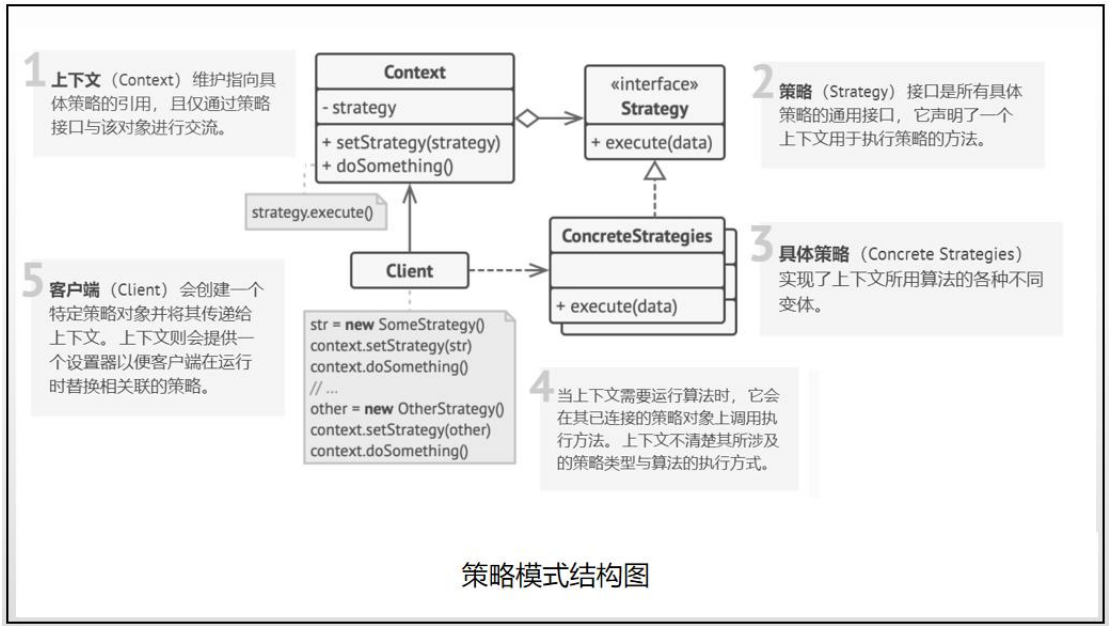 1
上下文（Context）维护指向具
体策略的引用，且仅通过策略
接口与该对象进行交流。
Context
- strategy
+ setStrategy(strategy)
+ doSomething()
strategy.execute()
«interface»
Strategy
+ execute(data)
2
策略（Strategy）接口是所有具体
策略的通用接口，它声明了一个
上下文用于执行策略的方法。
ConcreteStrategies
+ execute(data)
3
具体策略（Concrete Strategies）
实现了上下文所用算法的各种不同
变体。
Client
str = new SomeStrategy()
context.setStrategy(str)
context.doSomething()
// ...
other = new OtherStrategy()
context.setStrategy(other)
context.doSomething()
4
当上下文需要运行算法时，它会
在其已连接的策略对象上调用执
行方法。上下文不清楚其所涉及
的策略类型与算法的执行方式。
5
客户端（Client）会创建一个
特定策略对象并将其传递给
上下文。上下文则会提供一
个设置器以便客户端在运行
时替换相关联的策略。
策略模式结构图